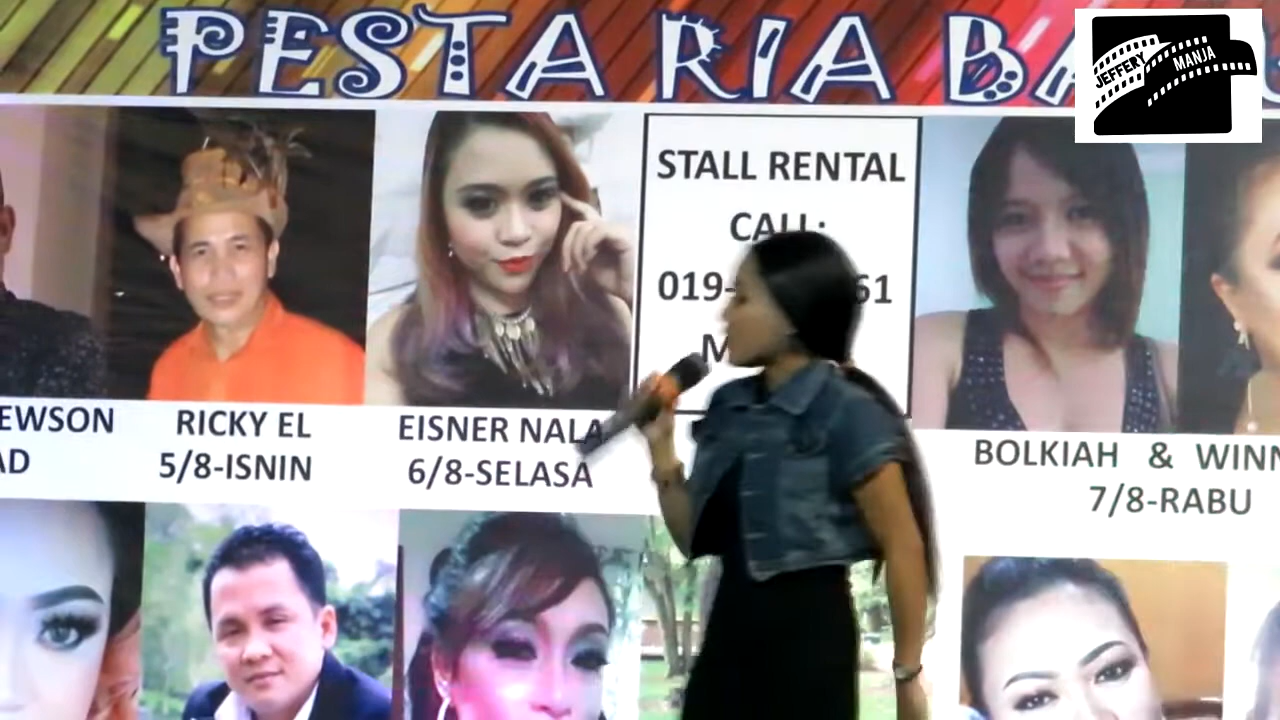 PESTA RIA
JEFFERY MANJA
STALL RENTAL
CALL:
019- 61
EWSON
AD
RICKY EL
5/8-ISNIN
EISNER NALA
6/8-SELASA
BOLKIAH & WINN
7/8-RABU